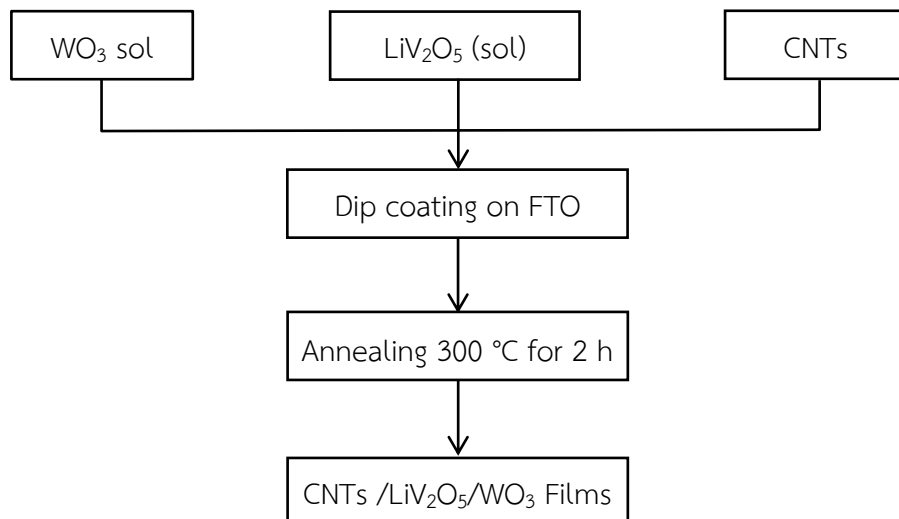 WO₃ sol
LiV₂O₅ (sol)
CNTs
Dip coating on FTO
Annealing 300 °C for 2 h
CNTs /LiV₂O₅/WO₃ Films